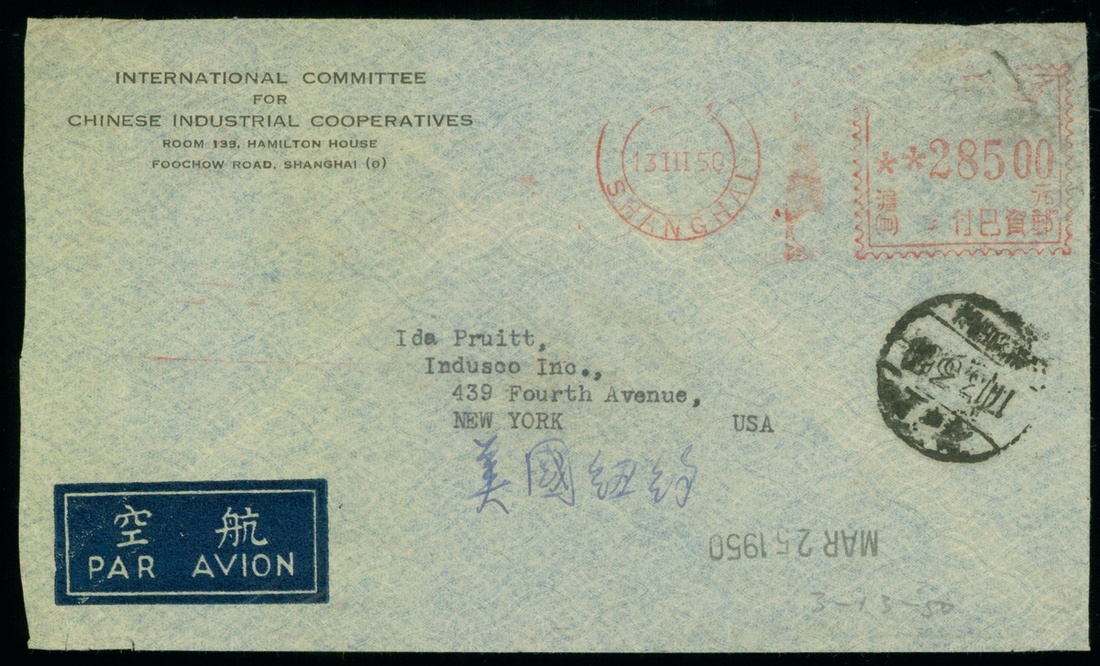 INTERNATIONAL COMMITTEE
FOR
CHINESE INDUSTRIAL COOPERATIVES
ROOM 139, HAMILTON HOUSE
FOOCHOW ROAD, SHANGHAI (0)
13 III 50
SHANGHAI
**28500
元
滬局
郵資已付
Ida Pruitt,
Indusco Inc.,
439 Fourth Avenue,
NEW YORK USA
美國紐約
MAR 25 1950
3-13-50
空航
PAR AVION